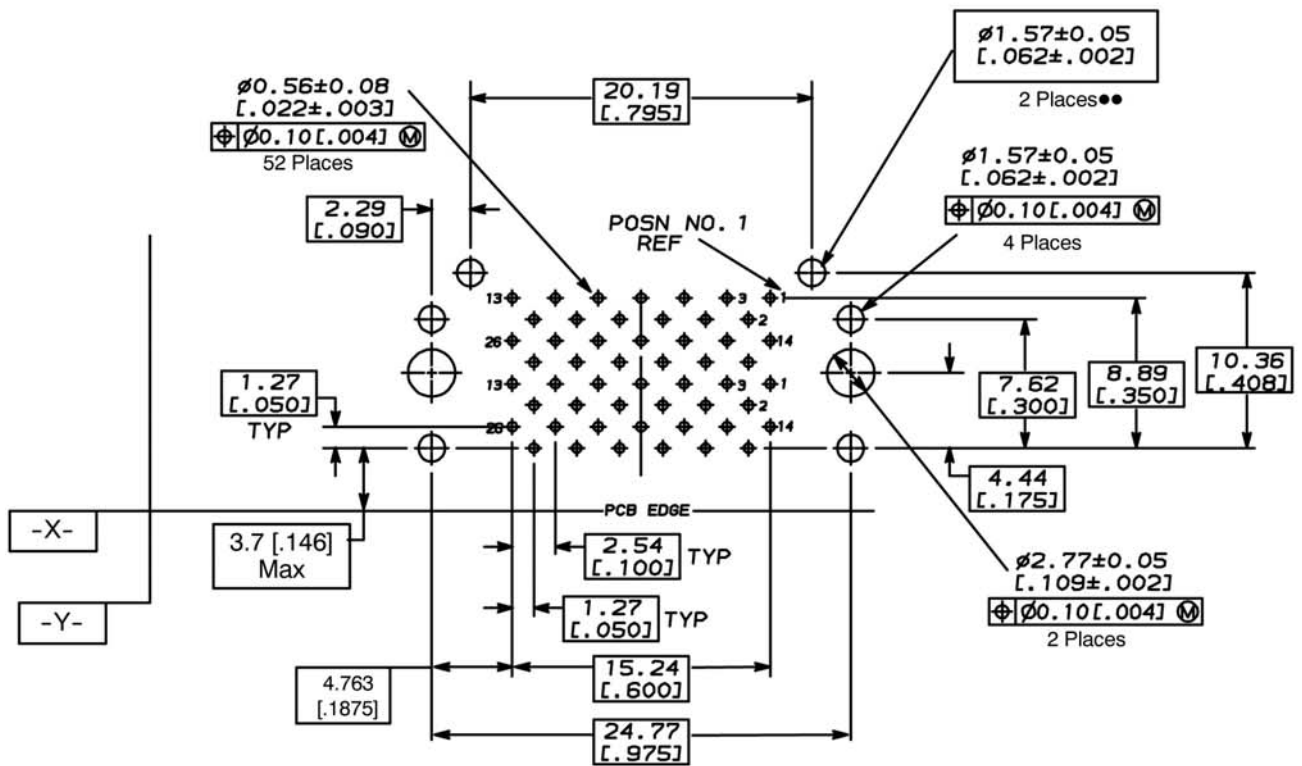 ø1.57±0.05
[.062±.002]
2 Places●●
20.19
[.795]
ø0.56±0.08
[.022±.003]
⌖ Ø0.10[.004] Ⓜ
52 Places
ø1.57±0.05
[.062±.002]
⌖ Ø0.10[.004] Ⓜ
4 Places
2.29
[.090]
POSN NO. 1
REF
13 3 1
2
26 14
13 3 1
2
26 14
1.27
[.050]
TYP
7.62
[.300]
8.89
[.350]
10.36
[.408]
4.44
[.175]
PCB EDGE
-X-
3.7 [.146]
Max
2.54
[.100]
TYP
ø2.77±0.05
[.109±.002]
⌖ Ø0.10[.004] Ⓜ
2 Places
-Y-
1.27
[.050]
TYP
4.763
[.1875]
15.24
[.600]
24.77
[.975]